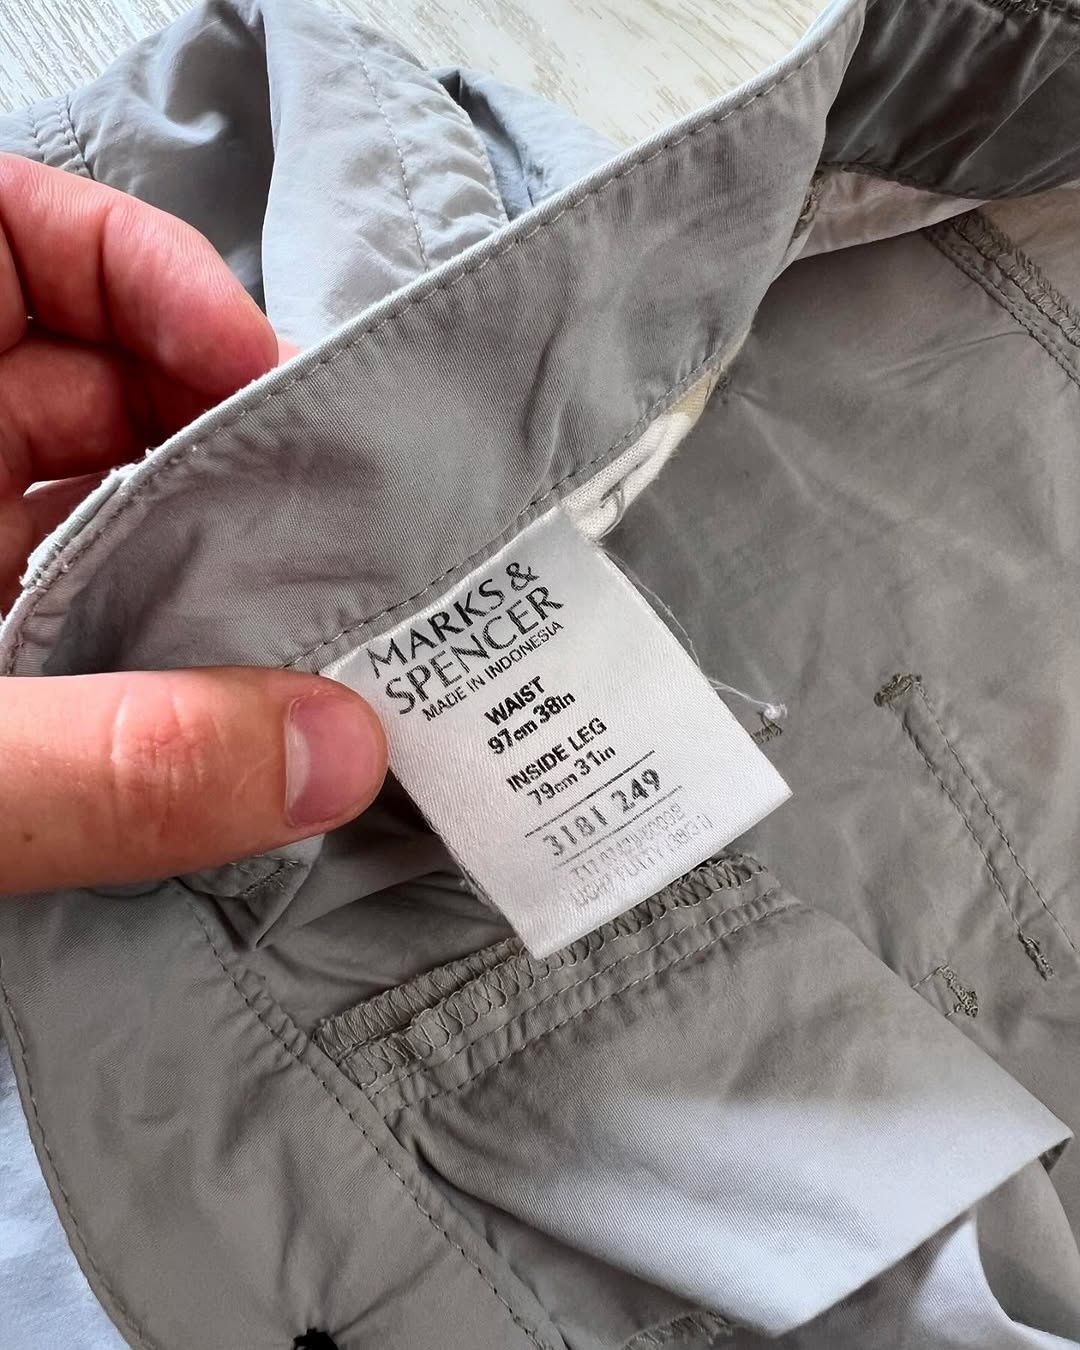 MARKS &
SPENCER
MADE IN INDONESIA
WAIST
97cm 38in
INSIDE LEG
79cm 31in
3181 249